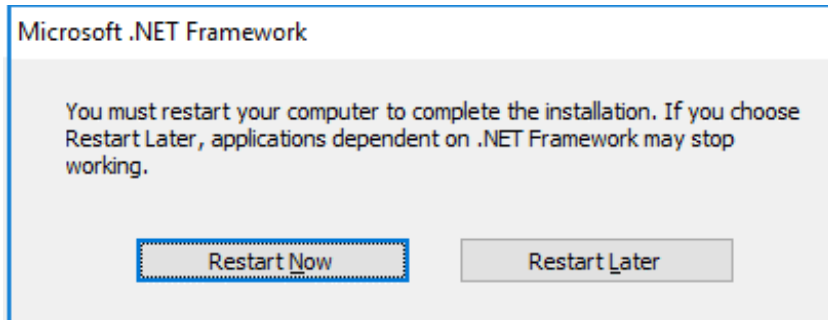 Microsoft .NET Framework
You must restart your computer to complete the installation. If you choose
Restart Later, applications dependent on .NET Framework may stop
working.
Restart Now
Restart Later